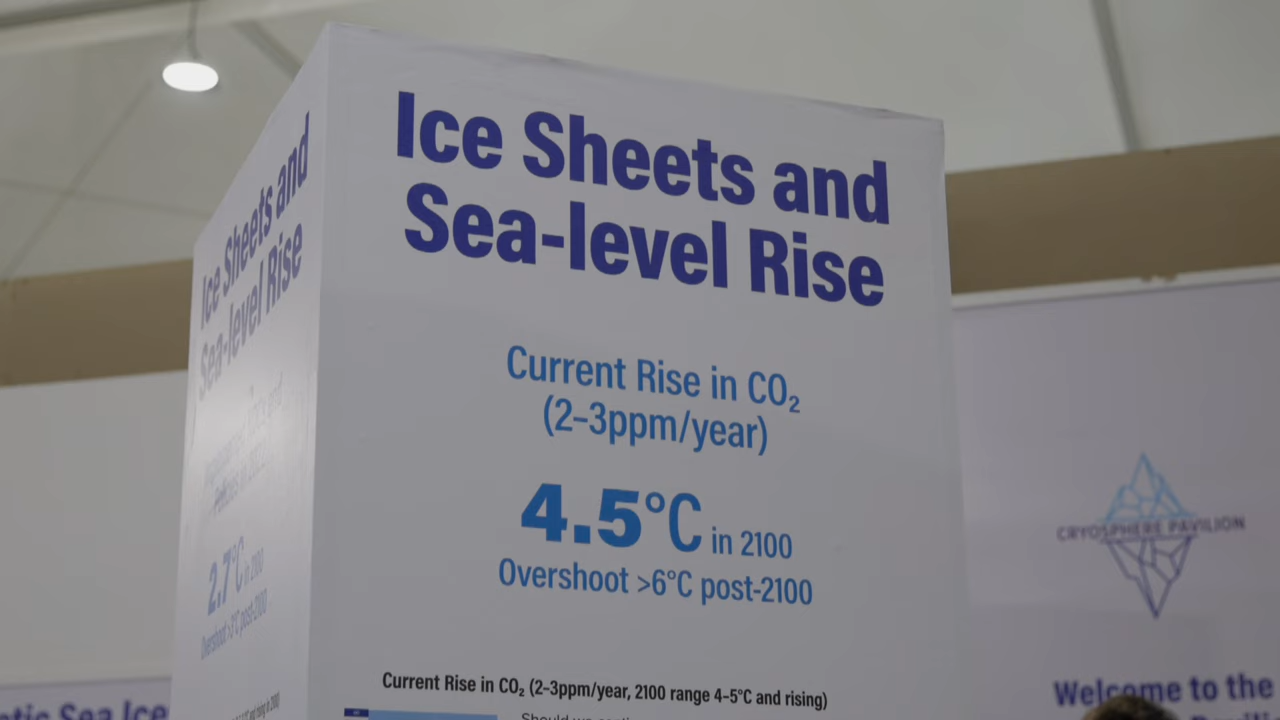 Ice Sheets and
Sea-level Rise
Current Rise in CO₂
(2–3ppm/year)
4.5°C in 2100
Overshoot >6°C post-2100
Current Rise in CO₂ (2–3ppm/year, 2100 range 4–5°C and rising)
Ice Sheets and
Sea-level Rise
2.7°C in 2100
Overshoot >3°C post-2100
Sea Ice
CRYOSPHERE PAVILION
Welcome to the